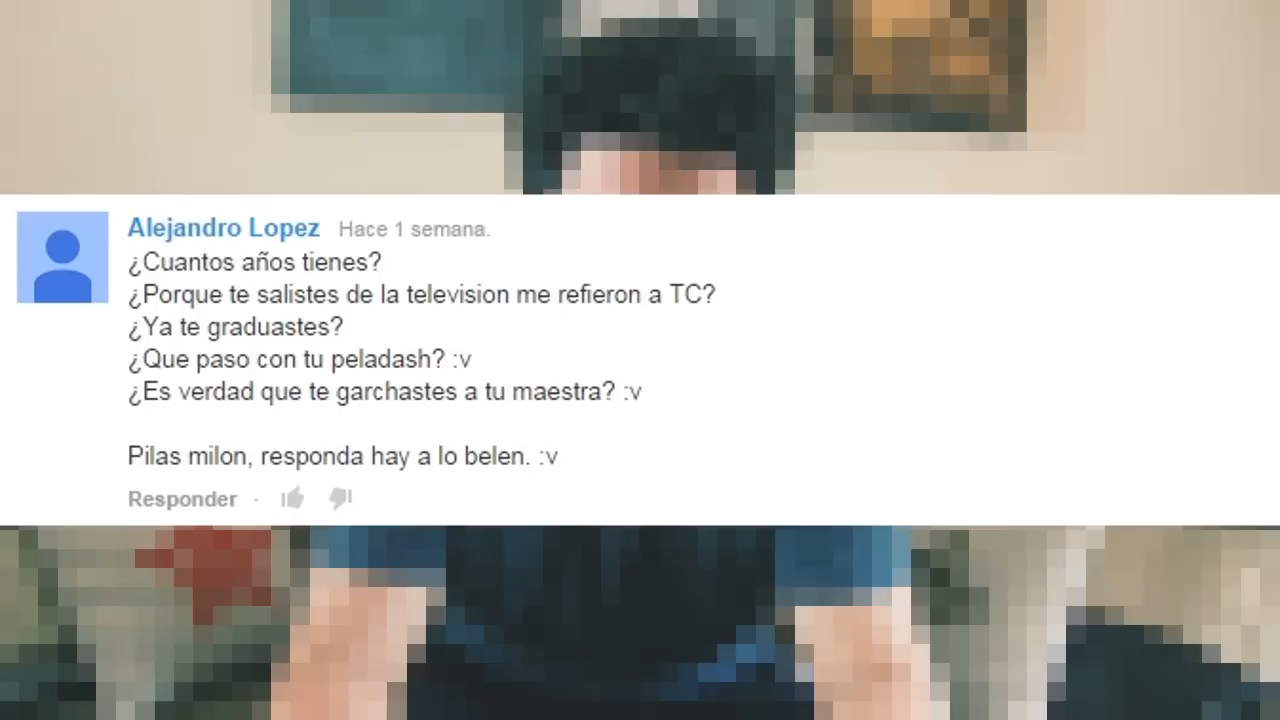 Alejandro Lopez Hace 1 semana.
¿Cuantos años tienes?
¿Porque te salistes de la television me refieron a TC?
¿Ya te graduastes?
¿Que paso con tu peladash? :v
¿Es verdad que te garchastes a tu maestra? :v
Pilas milon, responda hay a lo belen. :v
Responder ·